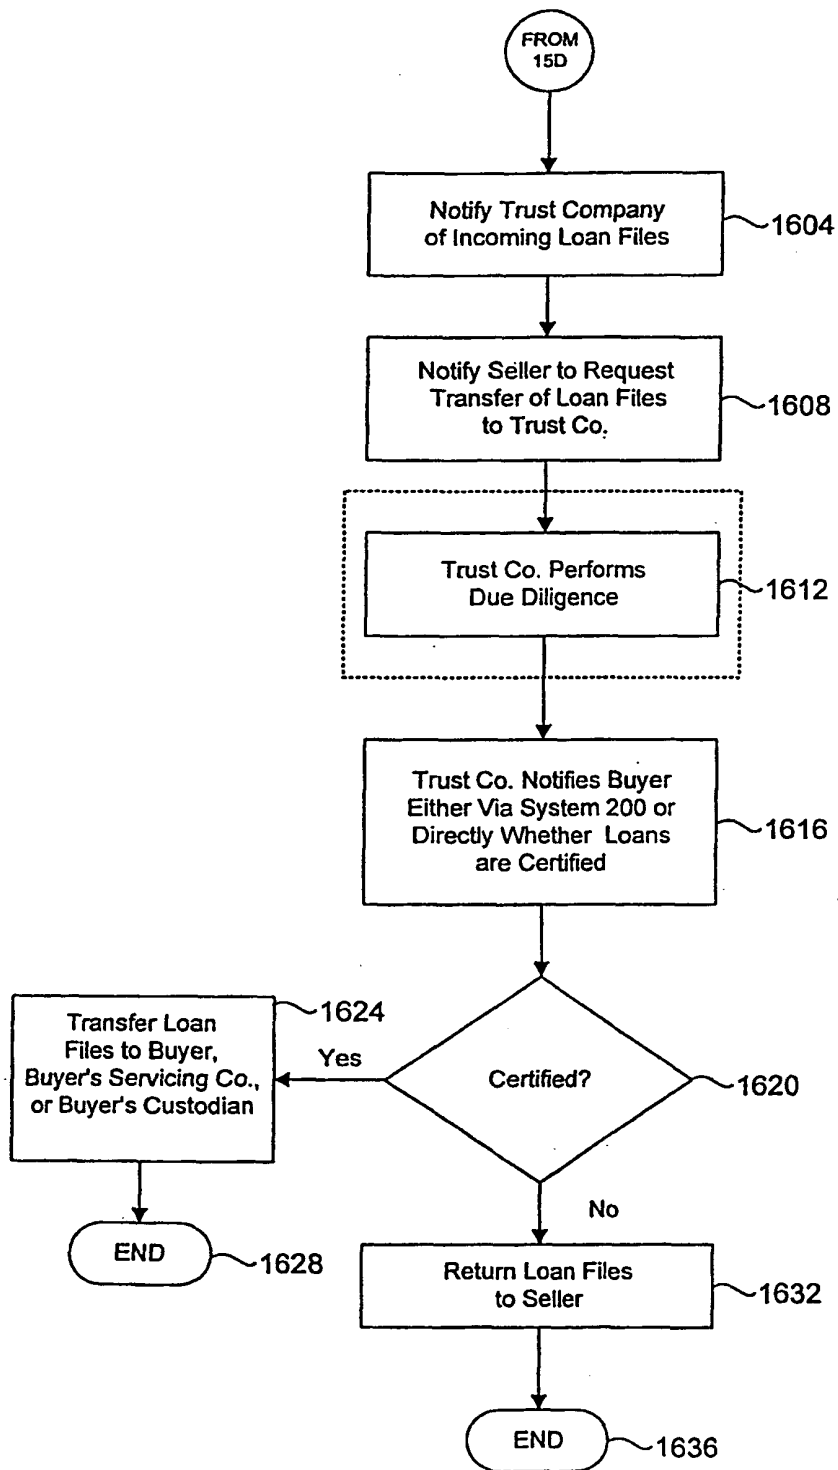 FROM
15D
Notify Trust Company
of Incoming Loan Files
1604
Notify Seller to Request
Transfer of Loan Files
to Trust Co.
1608
Trust Co. Performs
Due Diligence
1612
Trust Co. Notifies Buyer
Either Via System 200 or
Directly Whether Loans
are Certified
1616
Certified?
1620
Yes
Transfer Loan
Files to Buyer,
Buyer's Servicing Co.,
or Buyer's Custodian
1624
END
1628
No
Return Loan Files
to Seller
1632
END
1636